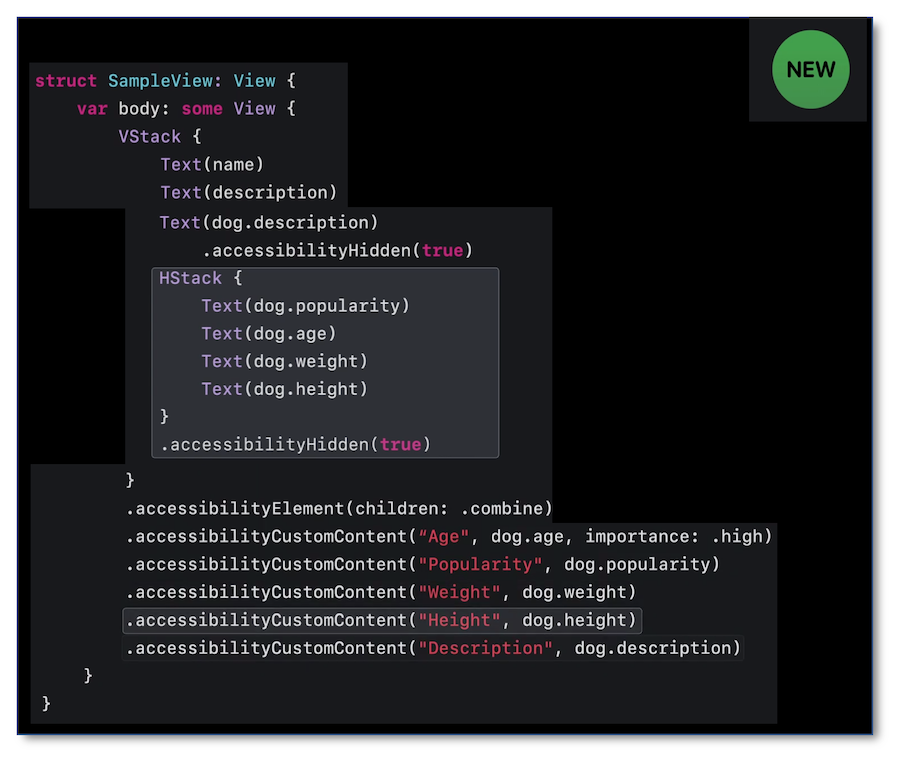 NEW
struct SampleView: View {
    var body: some View {
        VStack {
            Text(name)
            Text(description)
            Text(dog.description)
                .accessibilityHidden(true)
            HStack {
                Text(dog.popularity)
                Text(dog.age)
                Text(dog.weight)
                Text(dog.height)
            }
            .accessibilityHidden(true)
        }
        .accessibilityElement(children: .combine)
        .accessibilityCustomContent(“Age", dog.age, importance: .high)
        .accessibilityCustomContent("Popularity", dog.popularity)
        .accessibilityCustomContent("Weight", dog.weight)
        .accessibilityCustomContent("Height", dog.height)
        .accessibilityCustomContent("Description", dog.description)
    }
}